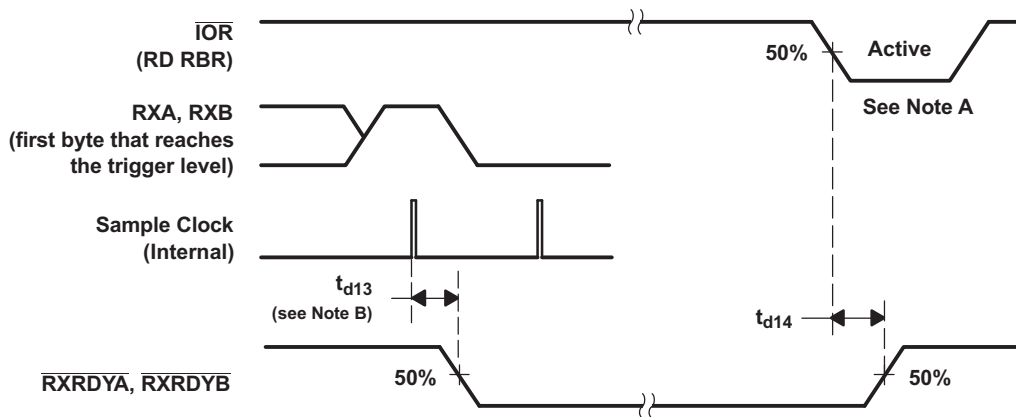 IOR
(RD RBR)
50%
Active
See Note A
RXA, RXB
(first byte that reaches
the trigger level)
Sample Clock
(Internal)
td13
(see Note B)
td14
RXRDYA, RXRDYB
50%
50%